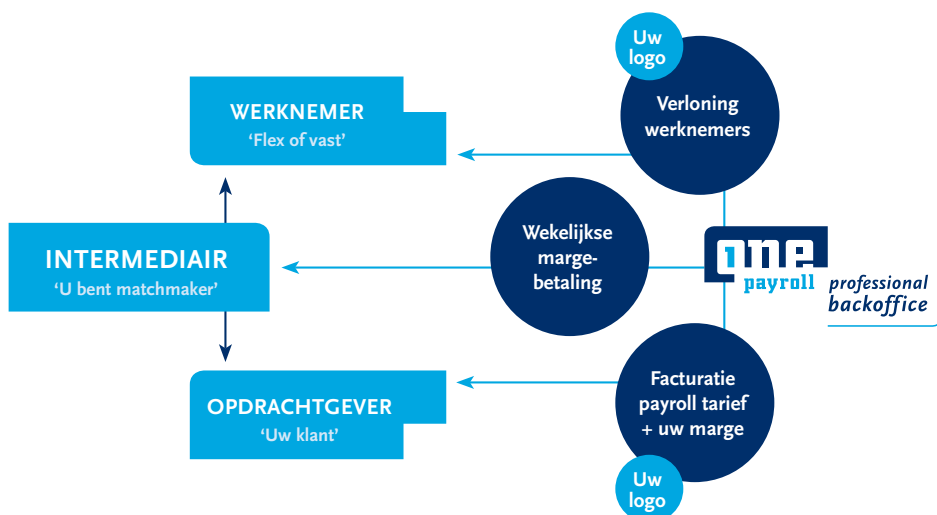 Uw
logo
Verloning
werknemers
WERKNEMER
‘Flex of vast’
INTERMEDIAIR
‘U bent matchmaker’
Wekelijkse
marge-
betaling
one
payroll
professional
backoffice
OPDRACHTGEVER
‘Uw klant’
Facturatie
payroll tarief
+ uw marge
Uw
logo